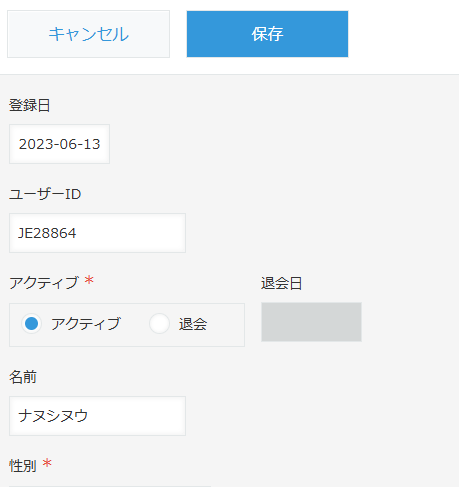 キャンセル 保存
登録日
2023-06-13
ユーザーID
JE28864
アクティブ * 退会日
アクティブ 退会
名前
ナヌシヌウ
性別 *